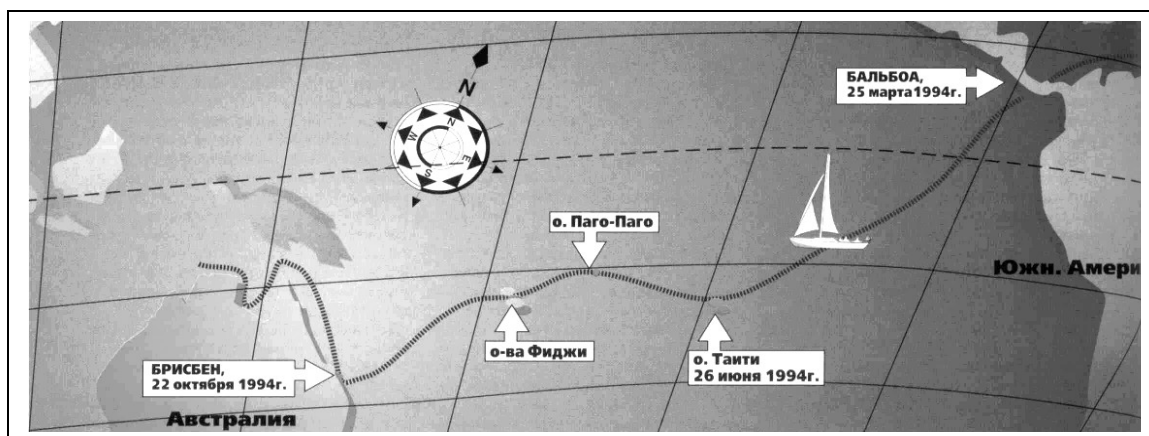 N
N
W
E
S
БАЛЬБОА,
25 марта1994г.
о. Паго-Паго
Южн. Амери
о-ва Фиджи
о. Таити
26 июня 1994г.
БРИСБЕН,
22 октября 1994г.
Австралия